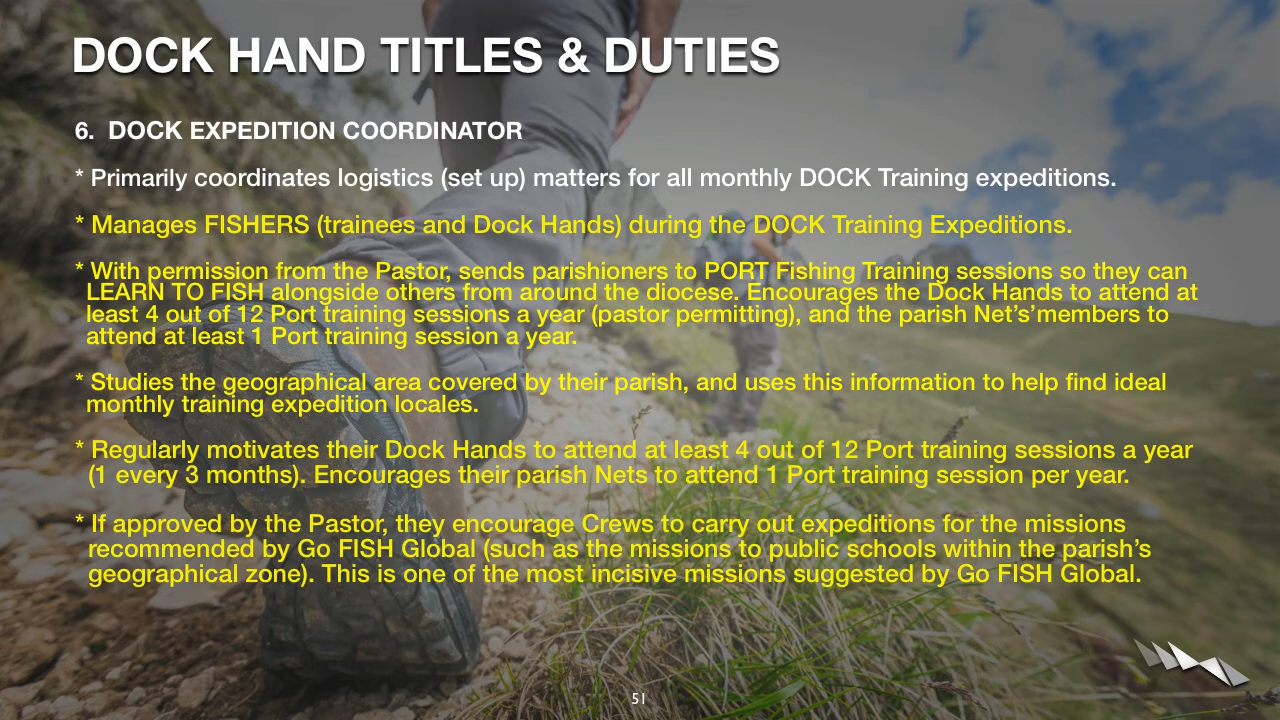 DOCK HAND TITLES & DUTIES
6. DOCK EXPEDITION COORDINATOR
* Primarily coordinates logistics (set up) matters for all monthly DOCK Training expeditions.
* Manages FISHERS (trainees and Dock Hands) during the DOCK Training Expeditions.
* With permission from the Pastor, sends parishioners to PORT Fishing Training sessions so they can
LEARN TO FISH alongside others from around the diocese. Encourages the Dock Hands to attend at
least 4 out of 12 Port training sessions a year (pastor permitting), and the parish Net's'members to
attend at least 1 Port training session a year.
* Studies the geographical area covered by their parish, and uses this information to help find ideal
monthly training expedition locales.
* Regularly motivates their Dock Hands to attend at least 4 out of 12 Port training sessions a year
(1 every 3 months). Encourages their parish Nets to attend 1 Port training session per year.
* If approved by the Pastor, they encourage Crews to carry out expeditions for the missions
recommended by Go FISH Global (such as the missions to public schools within the parish's
geographical zone). This is one of the most incisive missions suggested by Go FISH Global.
51